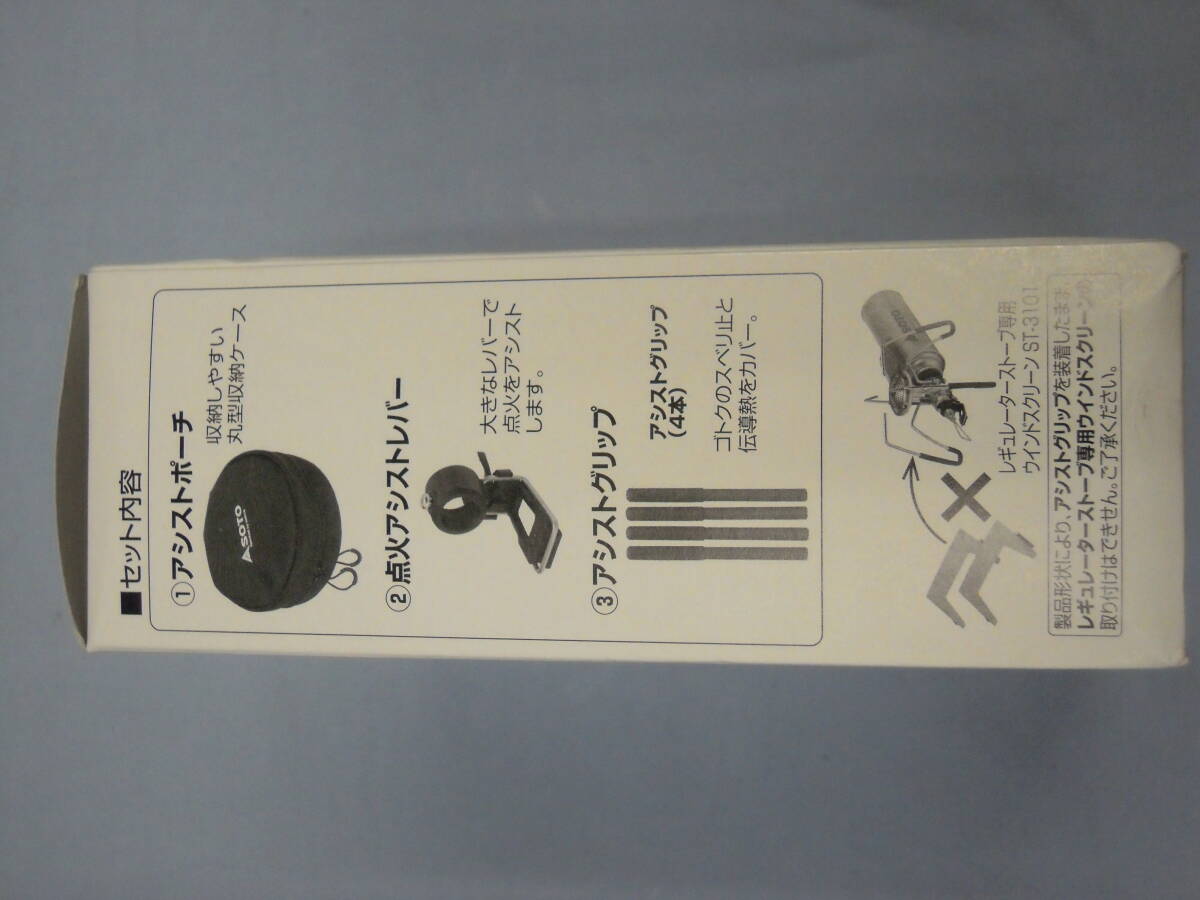 ■セット内容
①アシストポーチ
収納しやすい
丸型収納ケース
SOTO
②点火アシストレバー
大きなレバーで
点火をアシスト
します。
③アシストグリップ
アシストグリップ
(4本)
ゴトクのスベリ止と
伝導熱をカバー。
SOTO
レギュレーターストーブ専用
ウインドスクリーン ST-3101
製品形状により、アシストグリップを装着したまま、
レギュレーターストーブ専用ウインドスクリーンの
取り付けはできせん。ご了承ください。